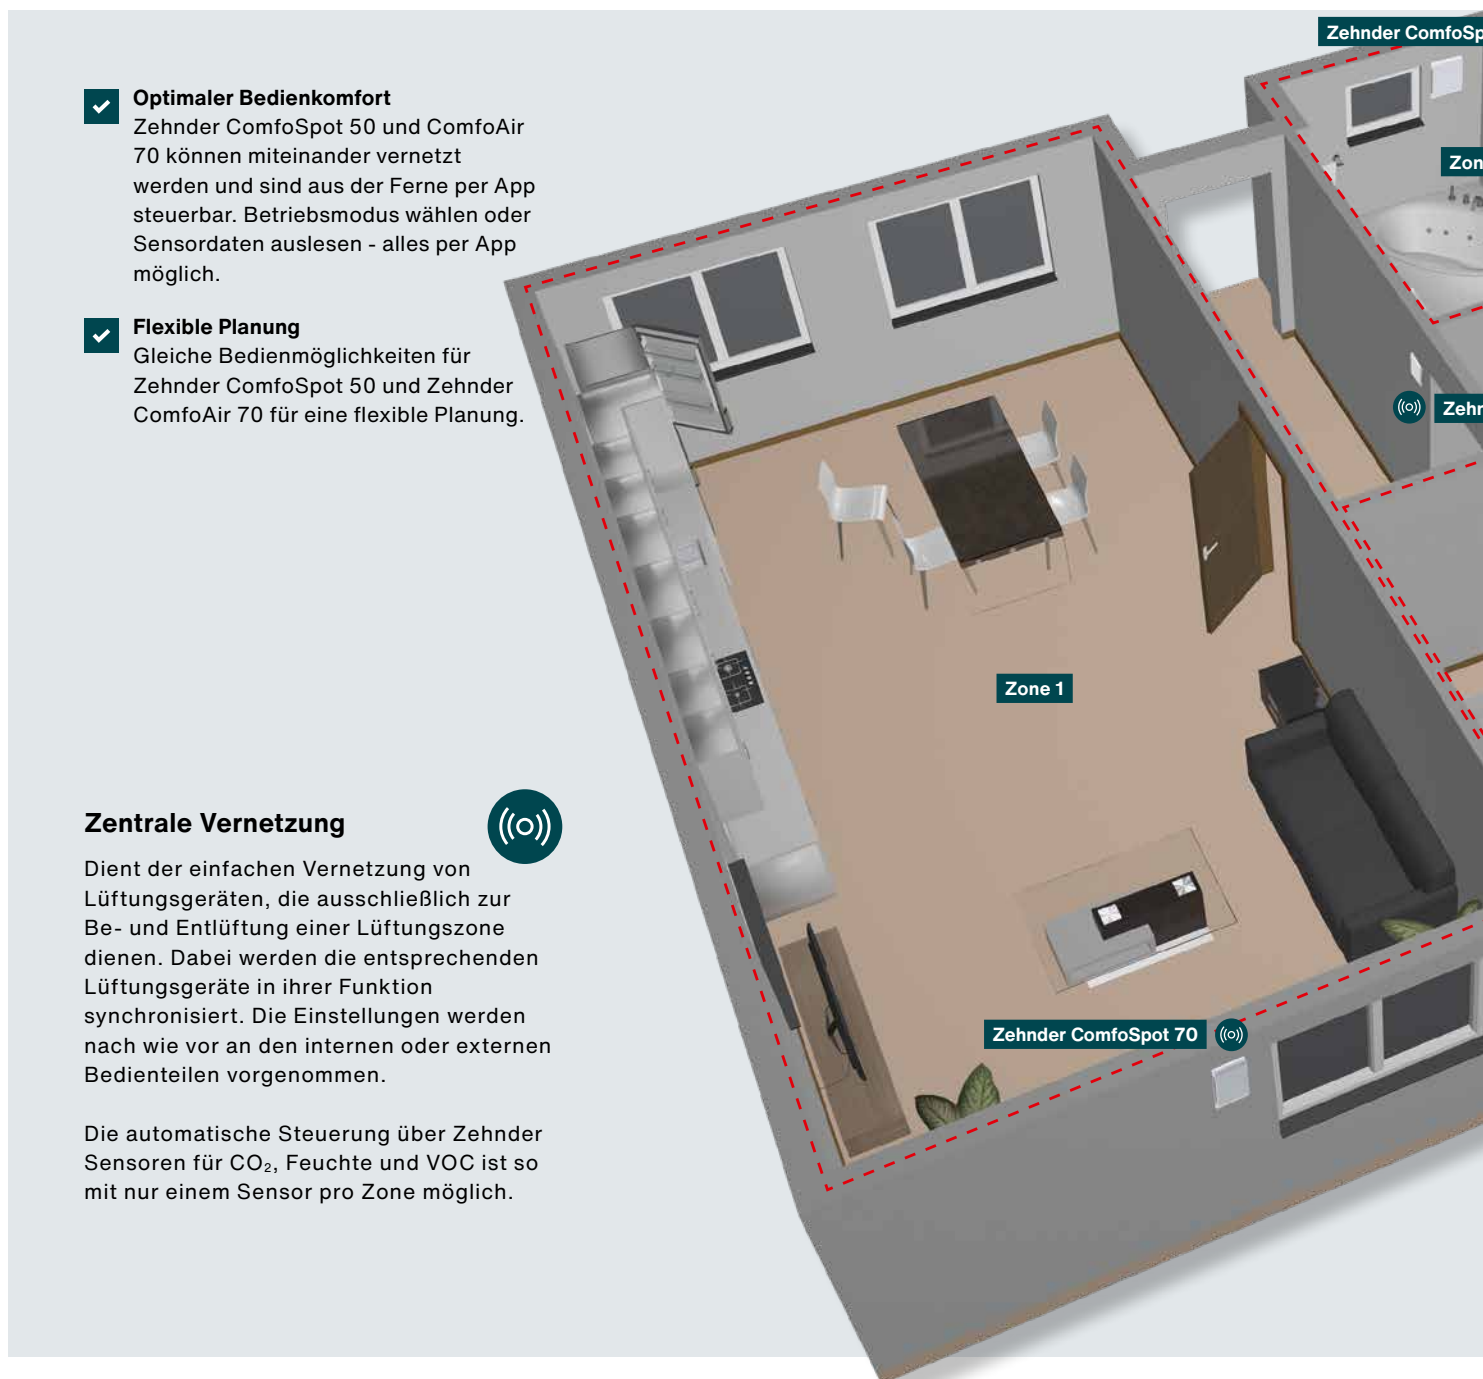 Optimaler Bedienkomfort
Zehnder ComfoSpot 50 und ComfoAir
70 können miteinander vernetzt
werden und sind aus der Ferne per App
steuerbar. Betriebsmodus wählen oder
Sensordaten auslesen - alles per App
möglich.
Flexible Planung
Gleiche Bedienmöglichkeiten für
Zehnder ComfoSpot 50 und Zehnder
ComfoAir 70 für eine flexible Planung.
Zentrale Vernetzung
Dient der einfachen Vernetzung von
Lüftungsgeräten, die ausschließlich zur
Be- und Entlüftung einer Lüftungszone
dienen. Dabei werden die entsprechenden
Lüftungsgeräte in ihrer Funktion
synchronisiert. Die Einstellungen werden
nach wie vor an den internen oder externen
Bedienteilen vorgenommen.
Die automatische Steuerung über Zehnder
Sensoren für CO₂, Feuchte und VOC ist so
mit nur einem Sensor pro Zone möglich.
Zehnder ComfoSp
Zon
Zehn
Zone 1
Zehnder ComfoSpot 70